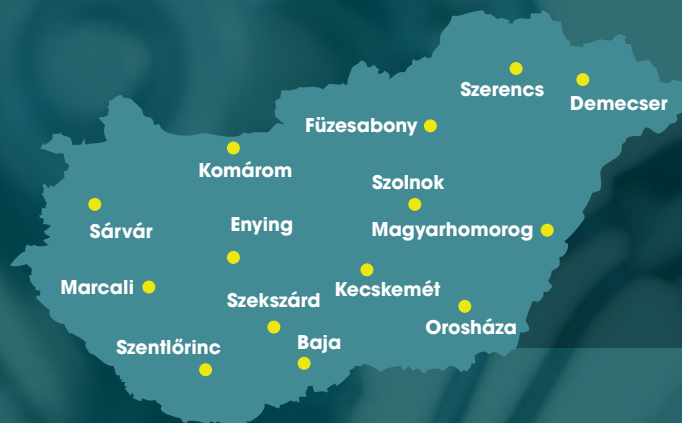 Szerencs
Demecser
Füzesabony
Komárom
Szolnok
Sárvár
Enying
Magyarhomorog
Marcali
Kecskemét
Szekszárd
Orosháza
Szentlőrinc
Baja